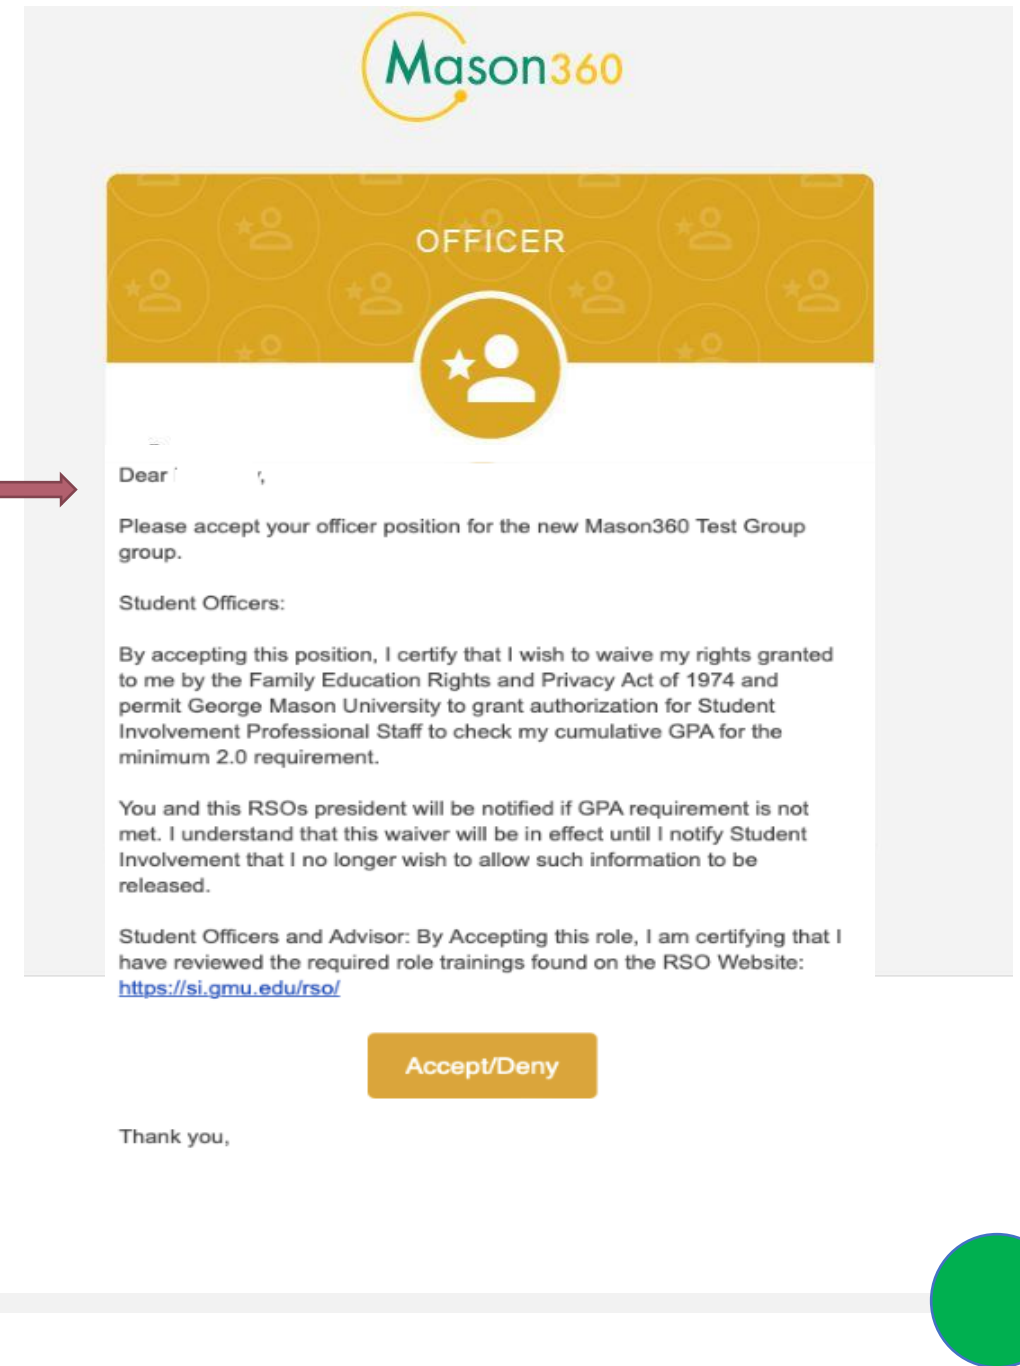 Mason360
OFFICER
Dear
Please accept your officer position for the new Mason360 Test Group
group.
Student Officers:
By accepting this position, I certify that I wish to waive my rights granted
to me by the Family Education Rights and Privacy Act of 1974 and
permit George Mason University to grant authorization for Student
Involvement Professional Staff to check my cumulative GPA for the
minimum 2.0 requirement.
You and this RSOs president will be notified if GPA requirement is not
met. I understand that this waiver will be in effect until I notify Student
Involvement that I no longer wish to allow such information to be
released.
Student Officers and Advisor: By Accepting this role, I am certifying that I
have reviewed the required role trainings found on the RSO Website:
https://si.gmu.edu/rso/
Accept/Deny
Thank you,